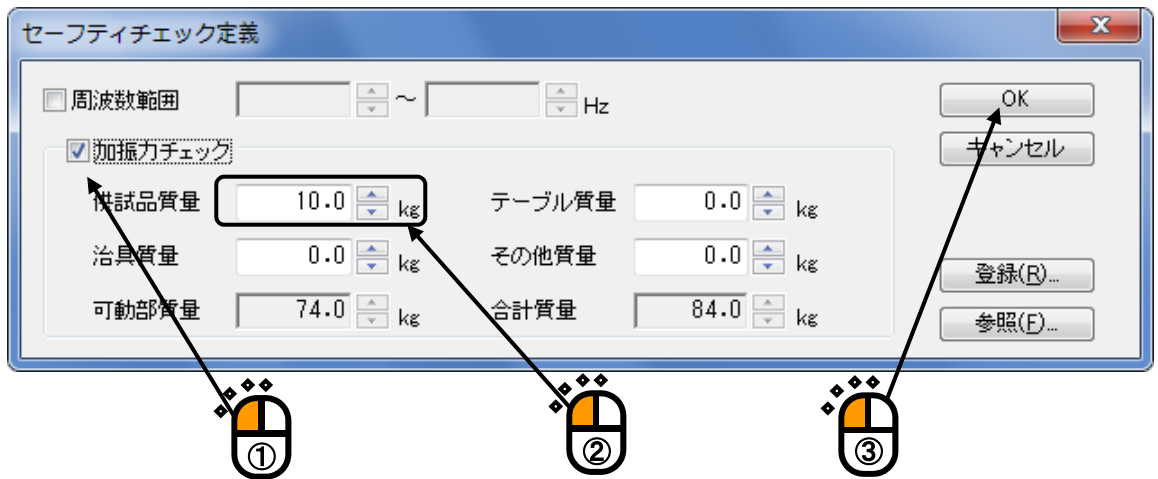 セーフティチェック定義
周波数範囲 ～ Hz
OK
加振力チェック
キャンセル
供試品質量 10.0 kg テーブル質量 0.0 kg
治具質量 0.0 kg その他質量 0.0 kg
登録(R)...
可動部質量 74.0 kg 合計質量 84.0 kg
参照(F)...
① ② ③